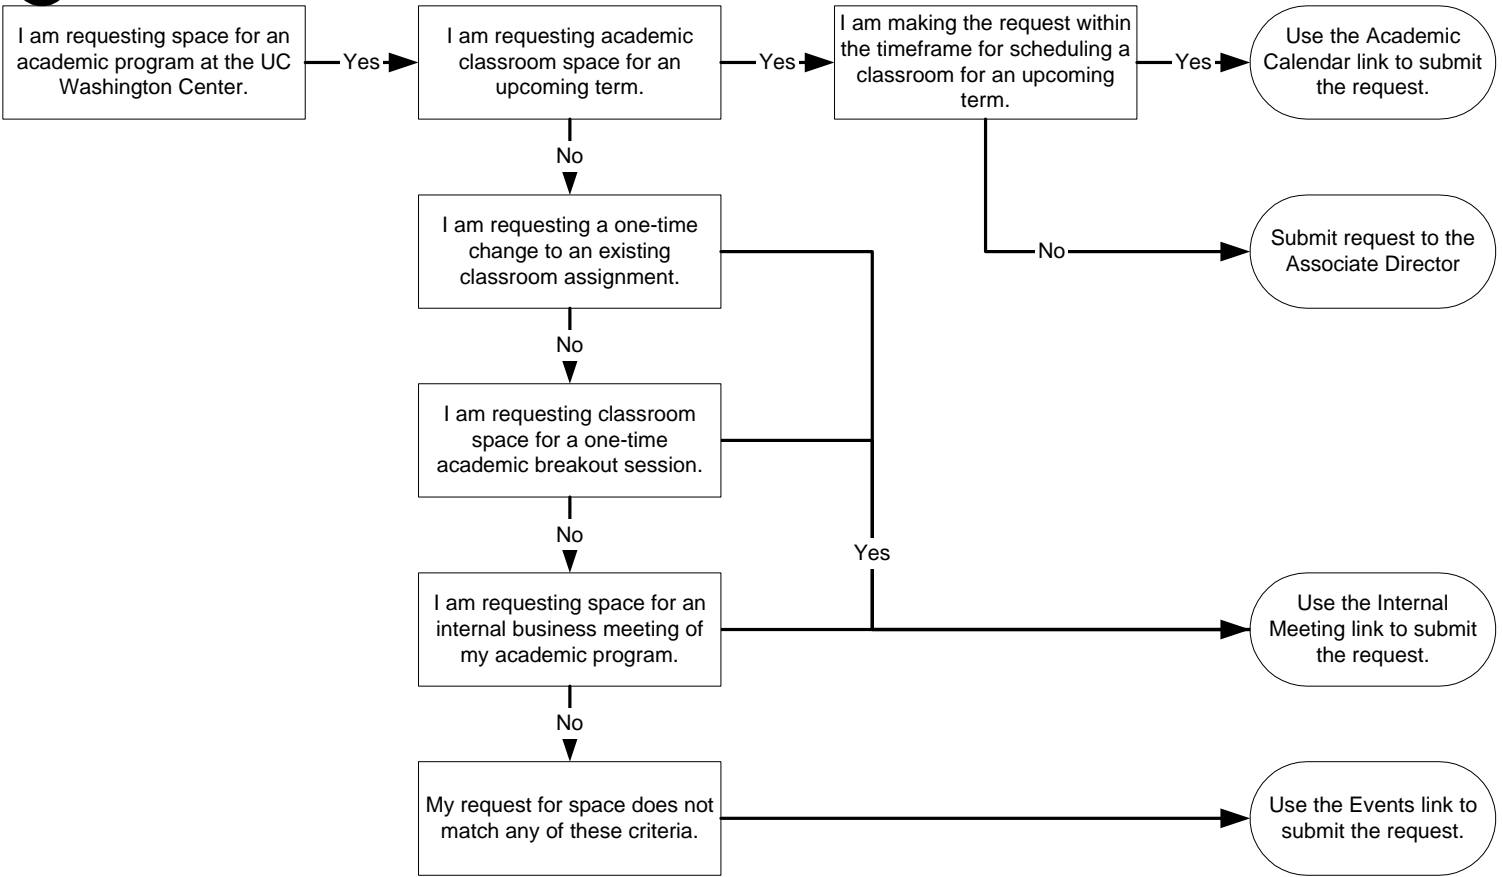 I am requesting space for an
academic program at the UC
Washington Center.
Yes
I am requesting academic
classroom space for an
upcoming term.
Yes
I am making the request within
the timeframe for scheduling a
classroom for an upcoming
term.
Yes
Use the Academic
Calendar link to submit
the request.
No
No
Submit request to the
Associate Director
I am requesting a one-time
change to an existing
classroom assignment.
No
I am requesting classroom
space for a one-time
academic breakout session.
No
Yes
I am requesting space for an
internal business meeting of
my academic program.
Use the Internal
Meeting link to submit
the request.
No
My request for space does not
match any of these criteria.
Use the Events link to
submit the request.